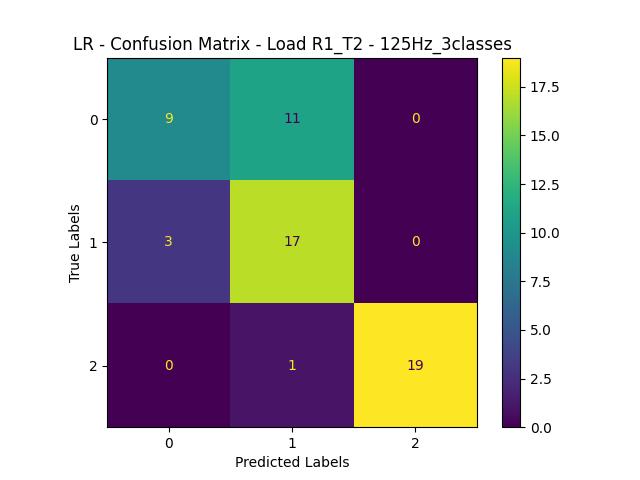 LR - Confusion Matrix - Load R1_T2 - 125Hz_3classes
True Labels
0
1
2
9 11 0
3 17 0
0 1 19
0 1 2
Predicted Labels
17.5
15.0
12.5
10.0
7.5
5.0
2.5
0.0